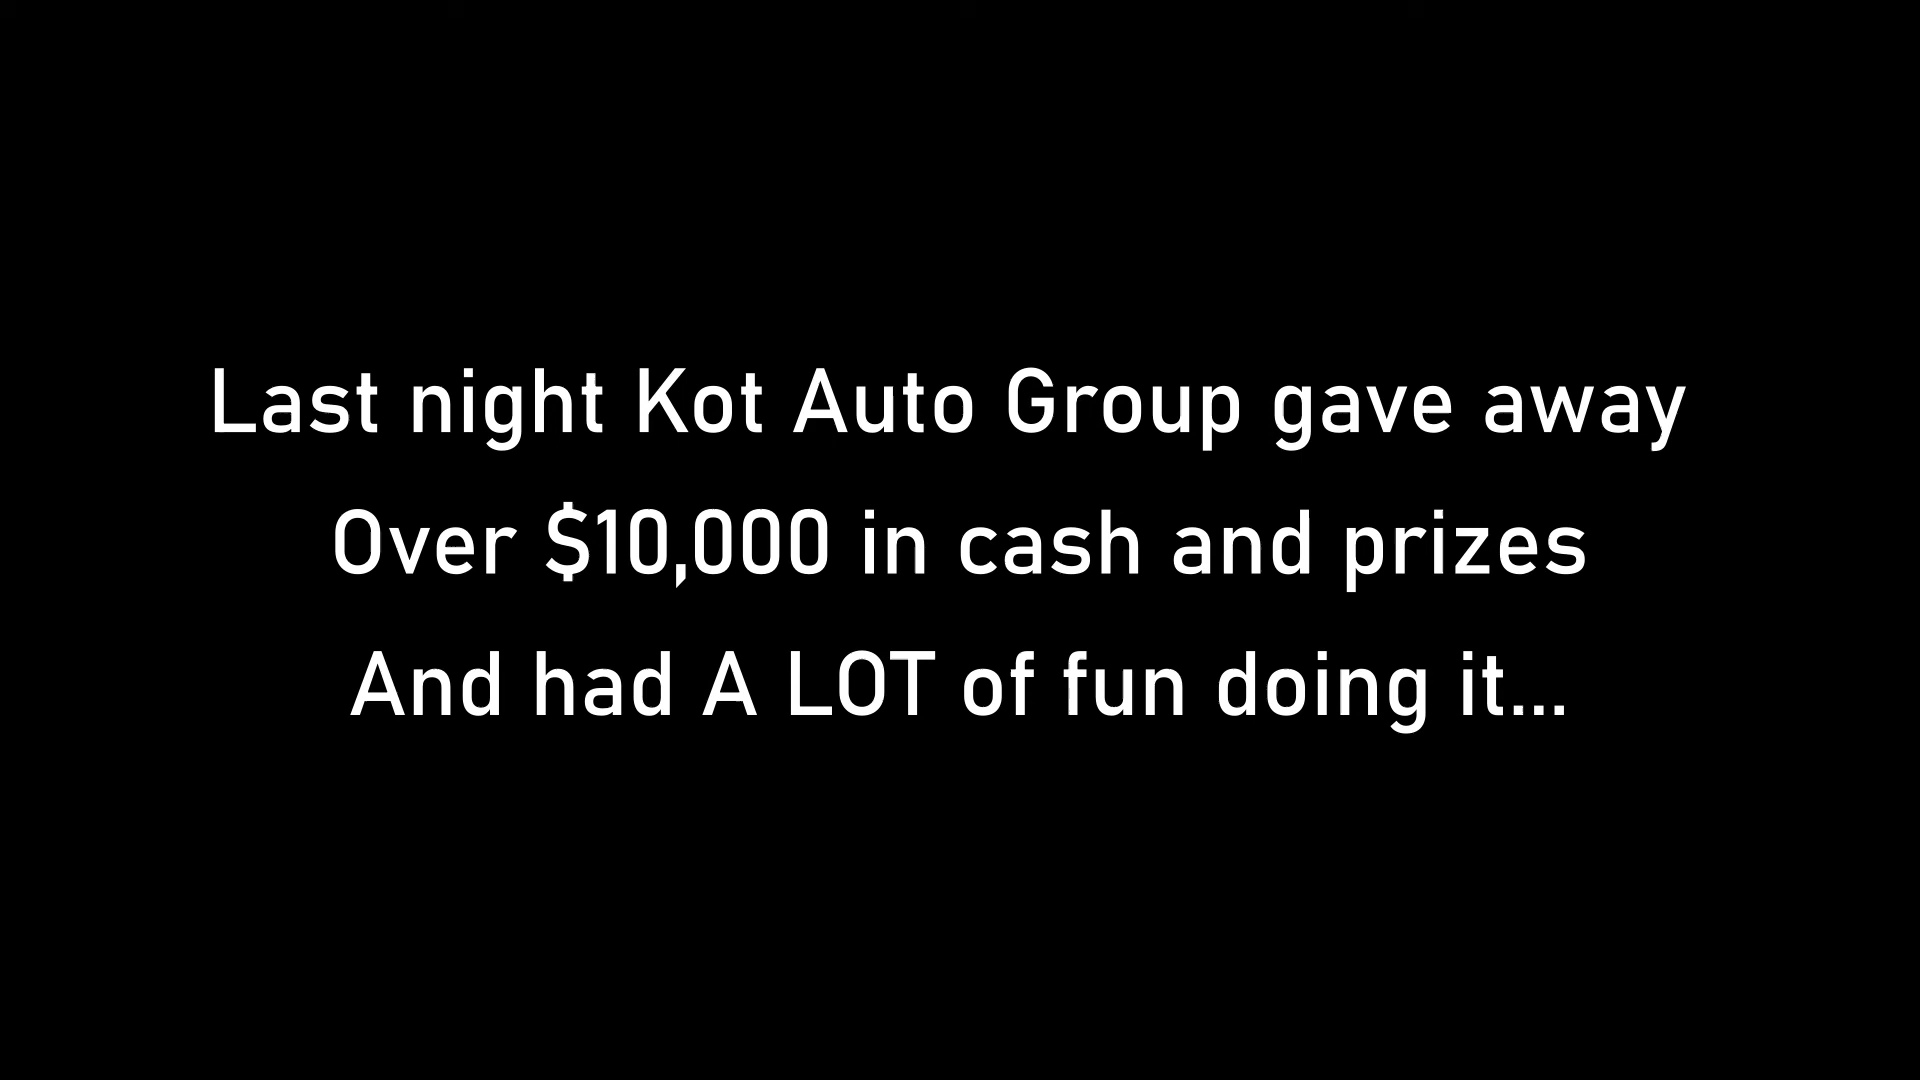 Last night Kot Auto Group gave away
Over $10,000 in cash and prizes
And had A LOT of fun doing it...